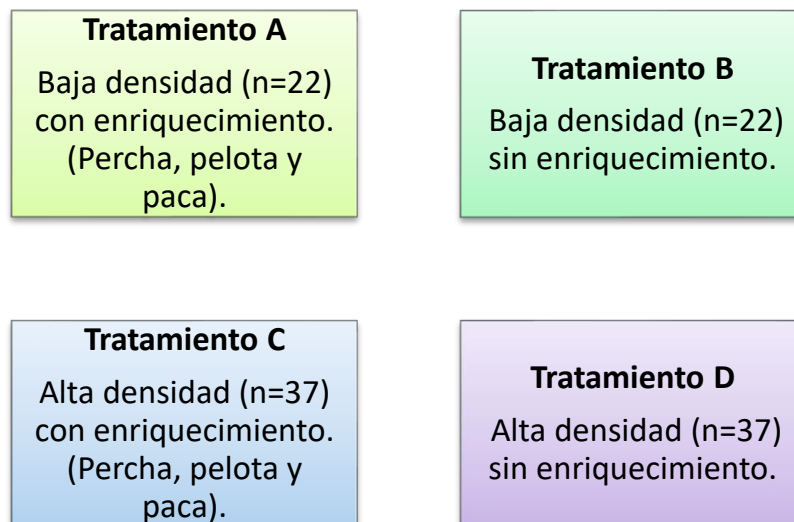 Tratamiento A
Baja densidad (n=22)
con enriquecimiento.
(Percha, pelota y
paca).
Tratamiento B
Baja densidad (n=22)
sin enriquecimiento.
Tratamiento C
Alta densidad (n=37)
con enriquecimiento.
(Percha, pelota y
paca).
Tratamiento D
Alta densidad (n=37)
sin enriquecimiento.